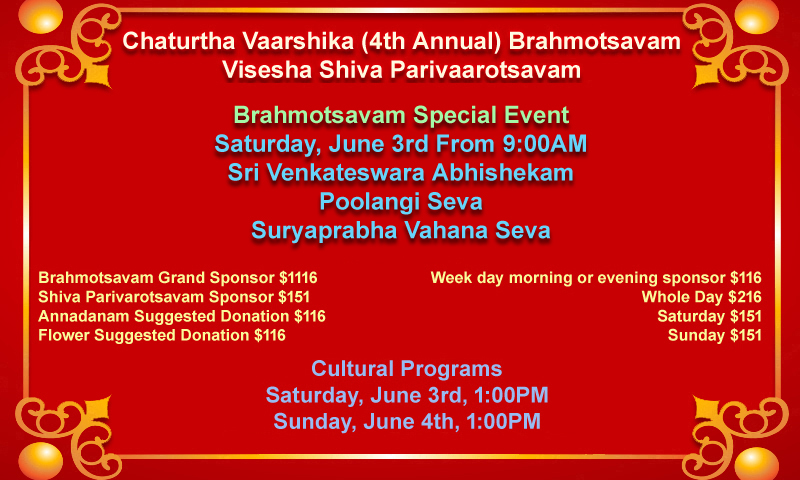 Chaturtha Vaarshika (4th Annual) Brahmotsavam
Visesha Shiva Parivaarotsavam
Brahmotsavam Special Event
Saturday, June 3rd From 9:00AM
Sri Venkateswara Abhishekam
Poolangi Seva
Suryaprabha Vahana Seva
Brahmotsavam Grand Sponsor $1116
Shiva Parivarotsavam Sponsor $151
Annadanam Suggested Donation $116
Flower Suggested Donation $116
Week day morning or evening sponsor $116
Whole Day $216
Saturday $151
Sunday $151
Cultural Programs
Saturday, June 3rd, 1:00PM
Sunday, June 4th, 1:00PM